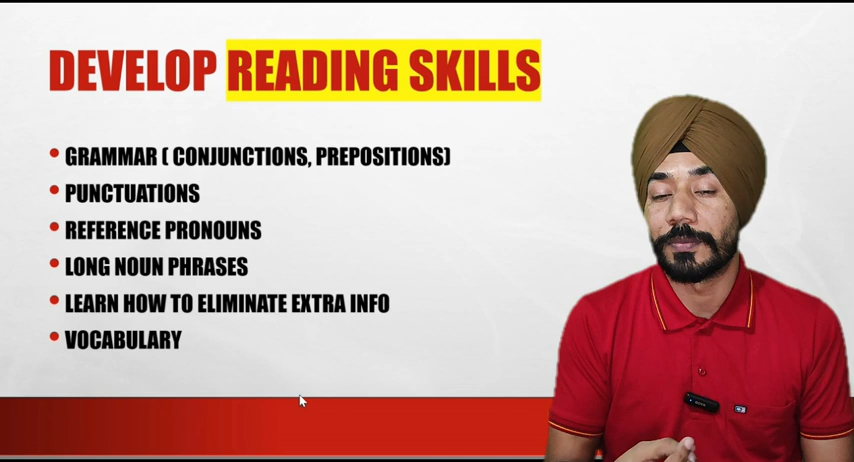 DEVELOP READING SKILLS
• GRAMMAR ( CONJUNCTIONS, PREPOSITIONS)
• PUNCTUATIONS
• REFERENCE PRONOUNS
• LONG NOUN PHRASES
• LEARN HOW TO ELIMINATE EXTRA INFO
• VOCABULARY